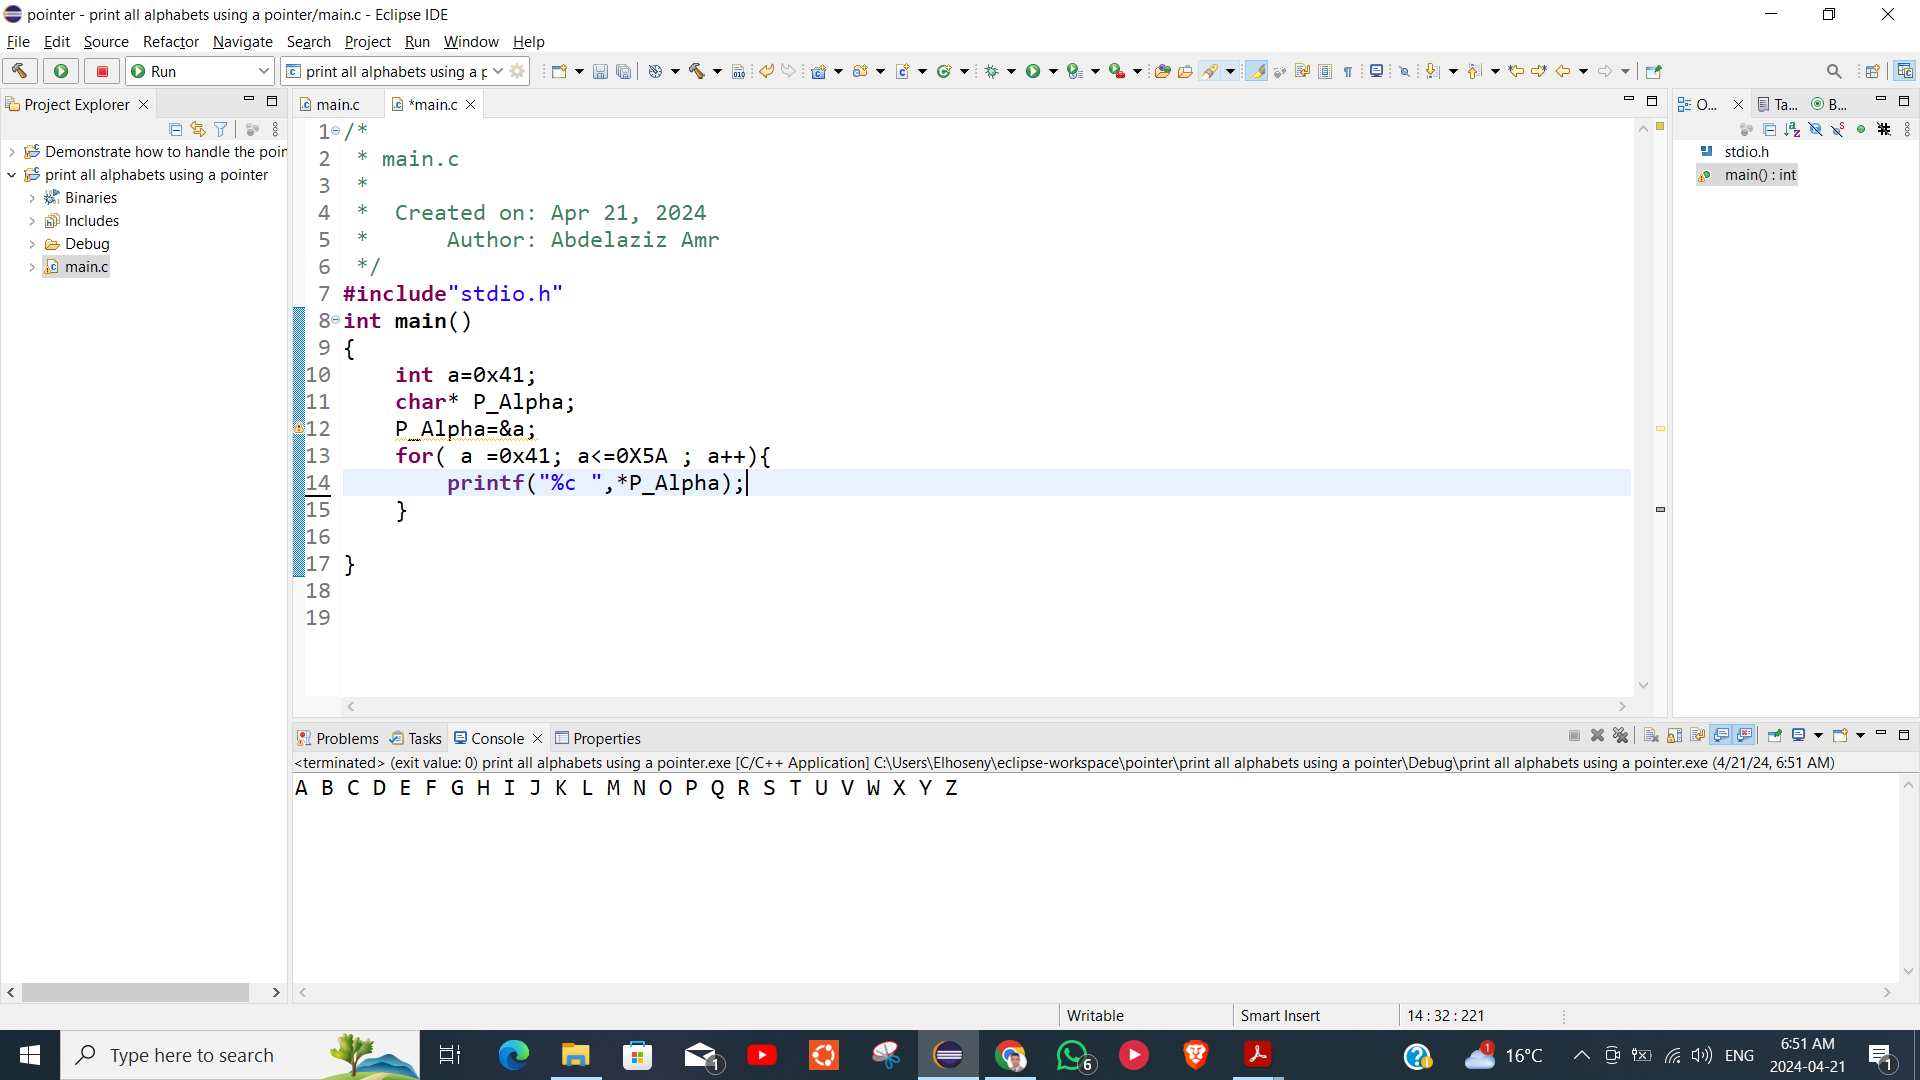 pointer - print all alphabets using a pointer/main.c - Eclipse IDE
File Edit Source Refactor Navigate Search Project Run Window Help
Run
print all alphabets using a p
Project Explorer
Demonstrate how to handle the poin
print all alphabets using a pointer
Binaries
Includes
Debug
main.c
main.c
*main.c
1 /*
2 * main.c
3 *
4 * Created on: Apr 21, 2024
5 * Author: Abdelaziz Amr
6 */
7 #include"stdio.h"
8 int main()
9 {
10 int a=0x41;
11 char* P_Alpha;
12 P_Alpha=&a;
13 for( a =0x41; a<=0X5A ; a++){
14 printf("%c ",*P_Alpha);
15 }
16
17 }
18
19
O...
Ta...
B...
stdio.h
main() : int
Problems Tasks Console Properties
<terminated> (exit value: 0) print all alphabets using a pointer.exe [C/C++ Application] C:\Users\Elhoseny\eclipse-workspace\pointer\print all alphabets using a pointer\Debug\print all alphabets using a pointer.exe (4/21/24, 6:51 AM)
A B C D E F G H I J K L M N O P Q R S T U V W X Y Z
Writable
Smart Insert
14 : 32 : 221
Type here to search
1
6
1
16°C
ENG
6:51 AM
2024-04-21
1